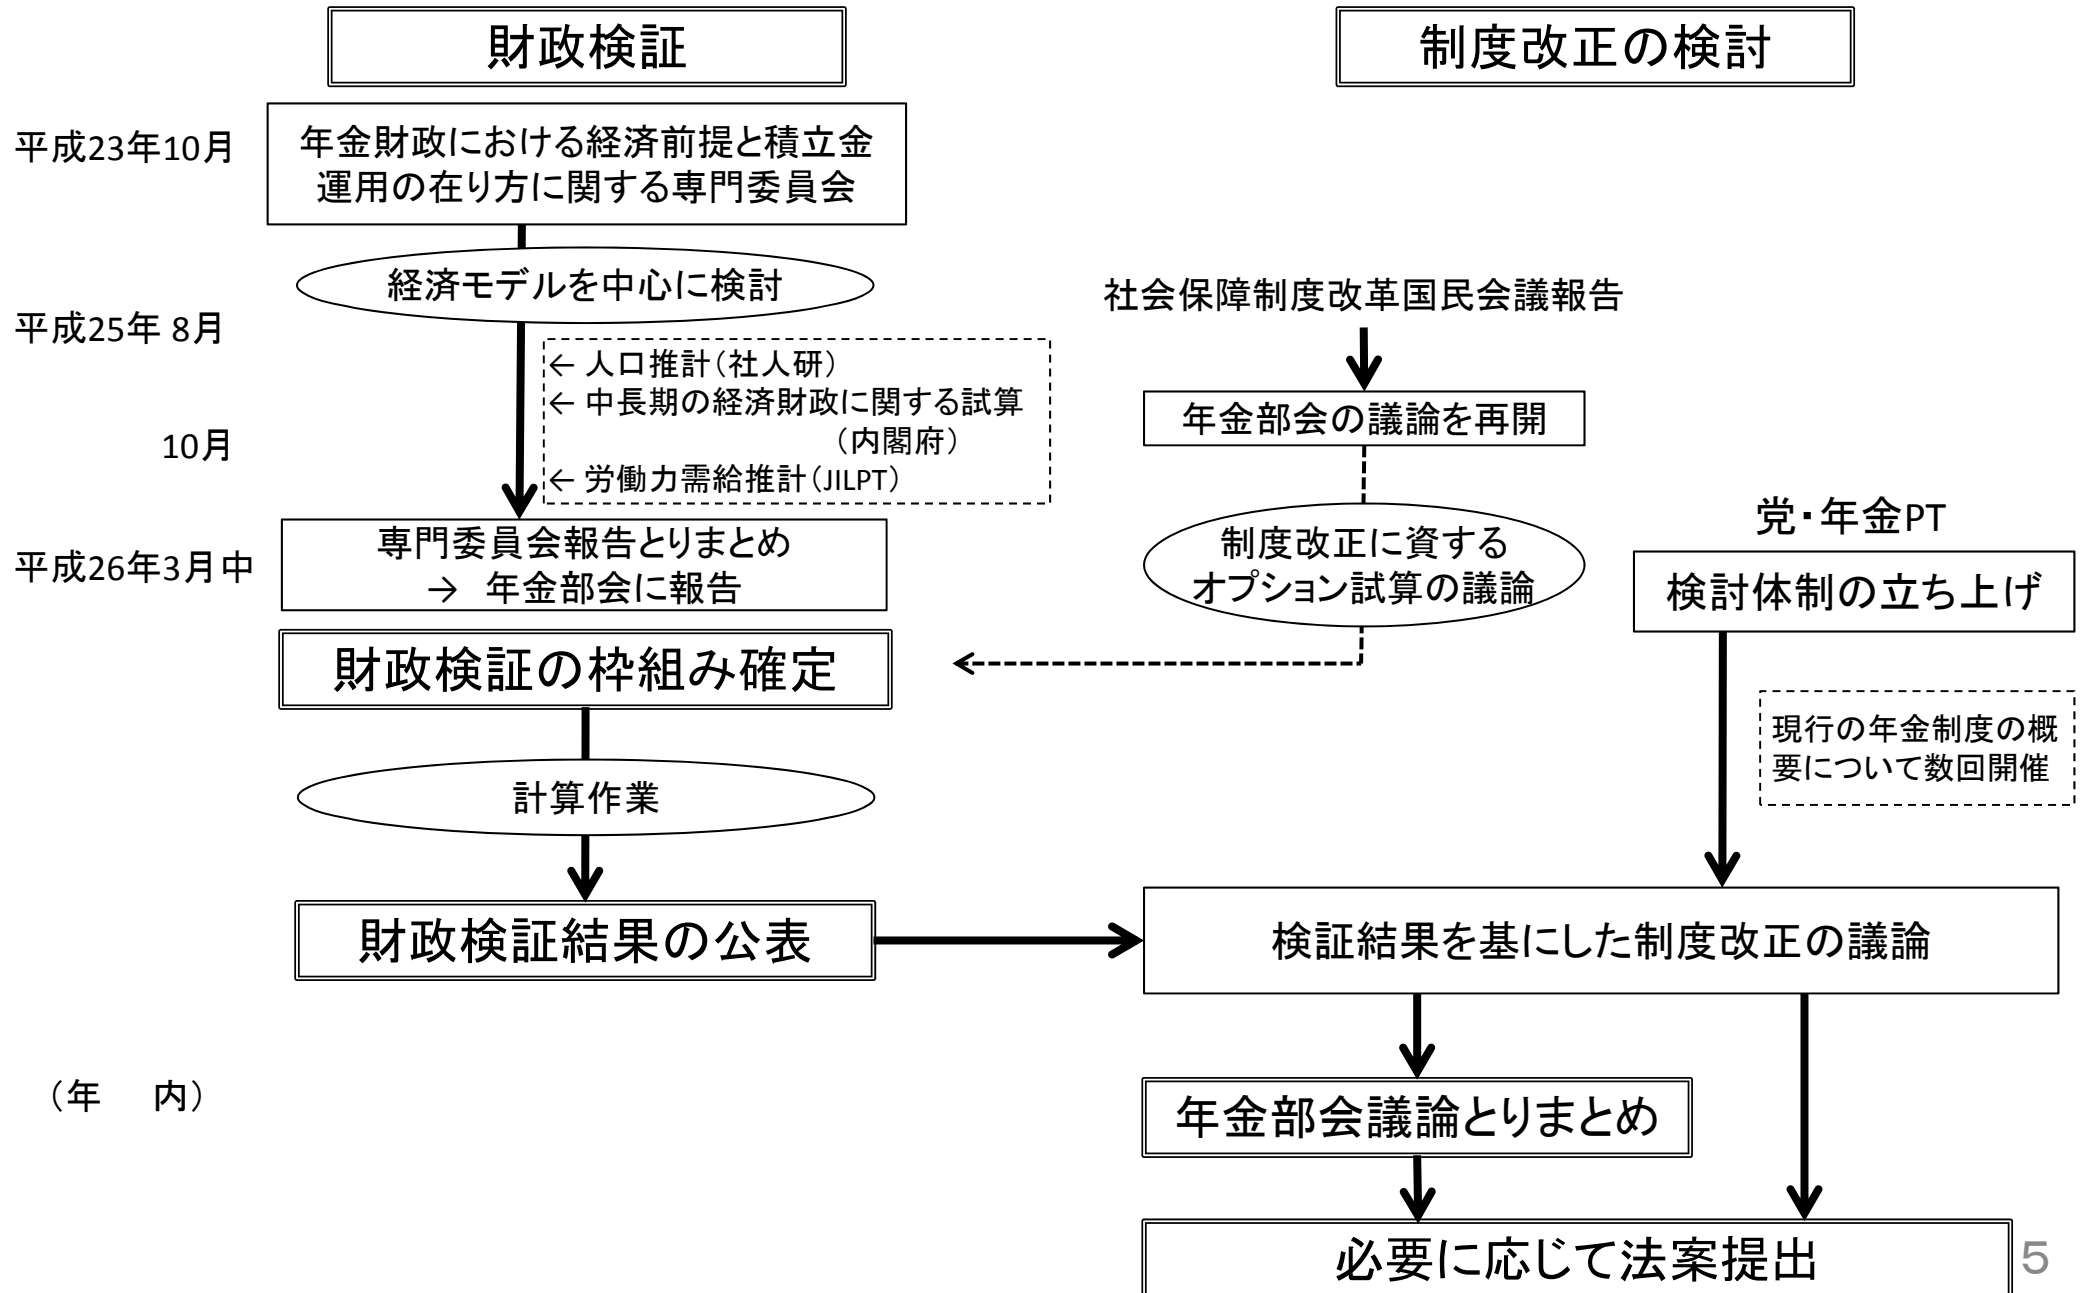 財政検証
制度改正の検討
平成23年10月
年金財政における経済前提と積立金
運用の在り方に関する専門委員会
経済モデルを中心に検討
社会保障制度改革国民会議報告
平成25年 8月
← 人口推計（社人研）
← 中長期の経済財政に関する試算
（内閣府）
← 労働力需給推計（JILPT）
年金部会の議論を再開
10月
党・年金PT
平成26年3月中
専門委員会報告とりまとめ
→ 年金部会に報告
制度改正に資する
オプション試算の議論
検討体制の立ち上げ
財政検証の枠組み確定
現行の年金制度の概
要について数回開催
計算作業
財政検証結果の公表
検証結果を基にした制度改正の議論
（年　内）
年金部会議論とりまとめ
必要に応じて法案提出
5